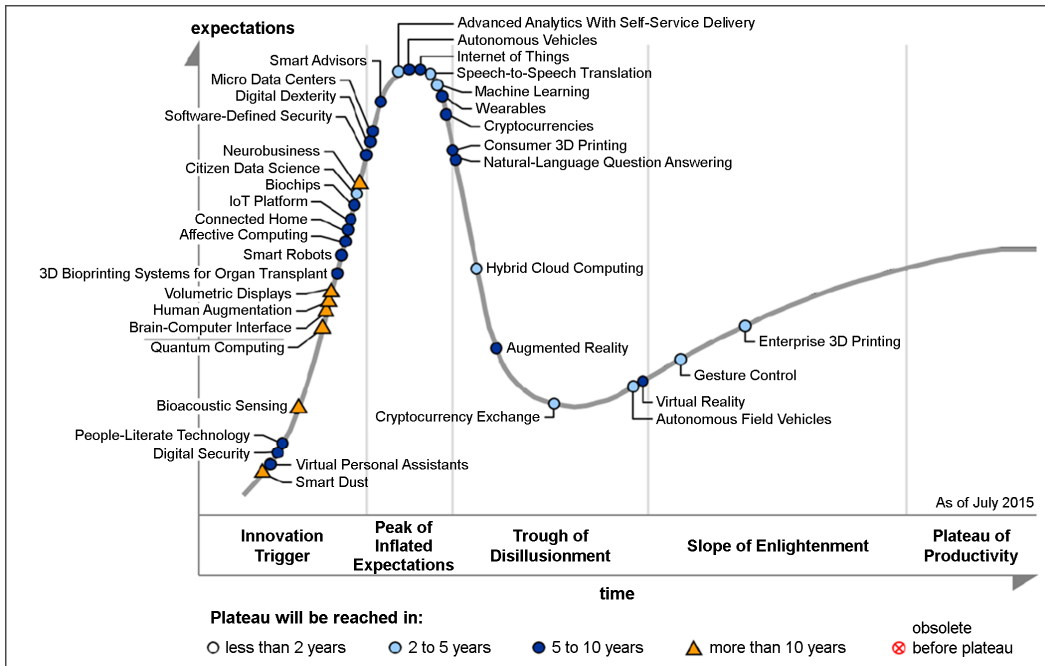 expectations
Advanced Analytics With Self-Service Delivery
Autonomous Vehicles
Internet of Things
Speech-to-Speech Translation
Machine Learning
Wearables
Cryptocurrencies
Consumer 3D Printing
Natural-Language Question Answering
Smart Advisors
Micro Data Centers
Digital Dexterity
Software-Defined Security
Neurobusiness
Citizen Data Science
Biochips
IoT Platform
Connected Home
Affective Computing
Smart Robots
3D Bioprinting Systems for Organ Transplant
Volumetric Displays
Human Augmentation
Brain-Computer Interface
Quantum Computing
Bioacoustic Sensing
People-Literate Technology
Digital Security
Virtual Personal Assistants
Smart Dust
Hybrid Cloud Computing
Augmented Reality
Cryptocurrency Exchange
Enterprise 3D Printing
Gesture Control
Virtual Reality
Autonomous Field Vehicles
As of July 2015
Innovation
Trigger
Peak of
Inflated
Expectations
Trough of
Disillusionment
Slope of Enlightenment
Plateau of
Productivity
time
Plateau will be reached in:
less than 2 years
2 to 5 years
5 to 10 years
more than 10 years
obsolete
before plateau